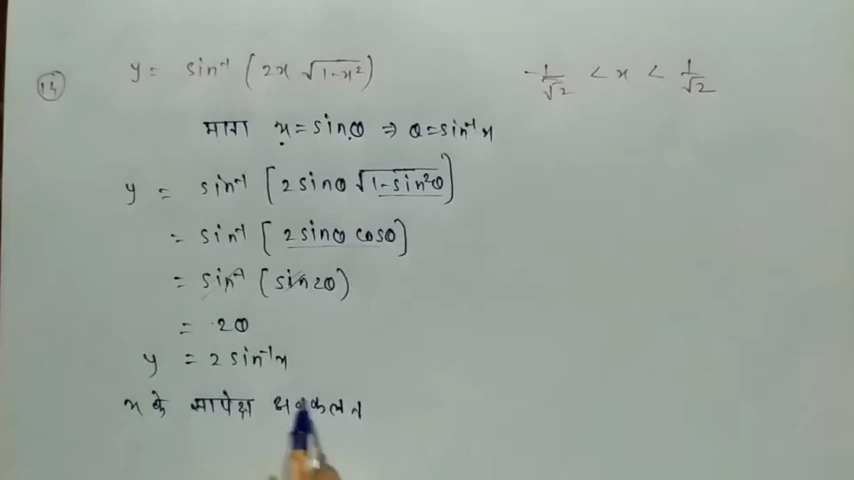 14 y = sin⁻¹ (2x √1-x²) -1/√2 < x < 1/√2
माना x = sinθ ⇒ θ = sin⁻¹x
y = sin⁻¹ [2 sinθ √1-sin²θ]
= sin⁻¹ [2 sinθ cosθ]
= sin⁻¹ (sin2θ)
= 2θ
y = 2 sin⁻¹x
x के सापेक्ष अवकलन